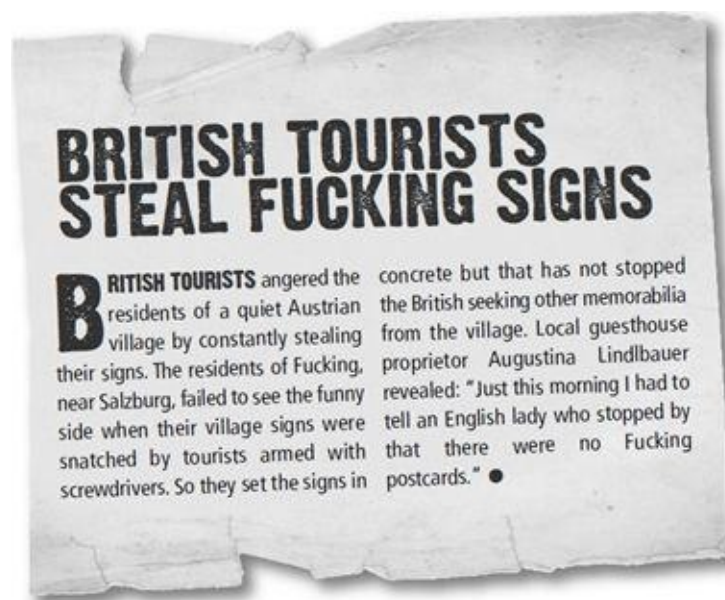 BRITISH TOURISTS
STEAL FUCKING SIGNS
BRITISH TOURISTS angered the
residents of a quiet Austrian
village by constantly stealing
their signs. The residents of Fucking,
near Salzburg, failed to see the funny
side when their village signs were
snatched by tourists armed with
screwdrivers. So they set the signs in
concrete but that has not stopped
the British seeking other memorabilia
from the village. Local guesthouse
proprietor Augustina Lindlbauer
revealed: “Just this morning I had to
tell an English lady who stopped by
that there were no Fucking
postcards.” ●